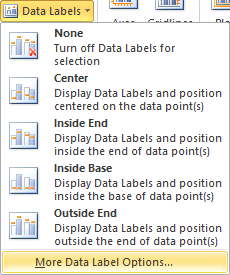 Data Labels
Axes
Gridlines
None
Turn off Data Labels for
selection
Center
Display Data Labels and position
centered on the data point(s)
Inside End
Display Data Labels and position
inside the end of data point(s)
Inside Base
Display Data Labels and position
inside the base of data point(s)
Outside End
Display Data Labels and position
outside the end of data point(s)
More Data Label Options...